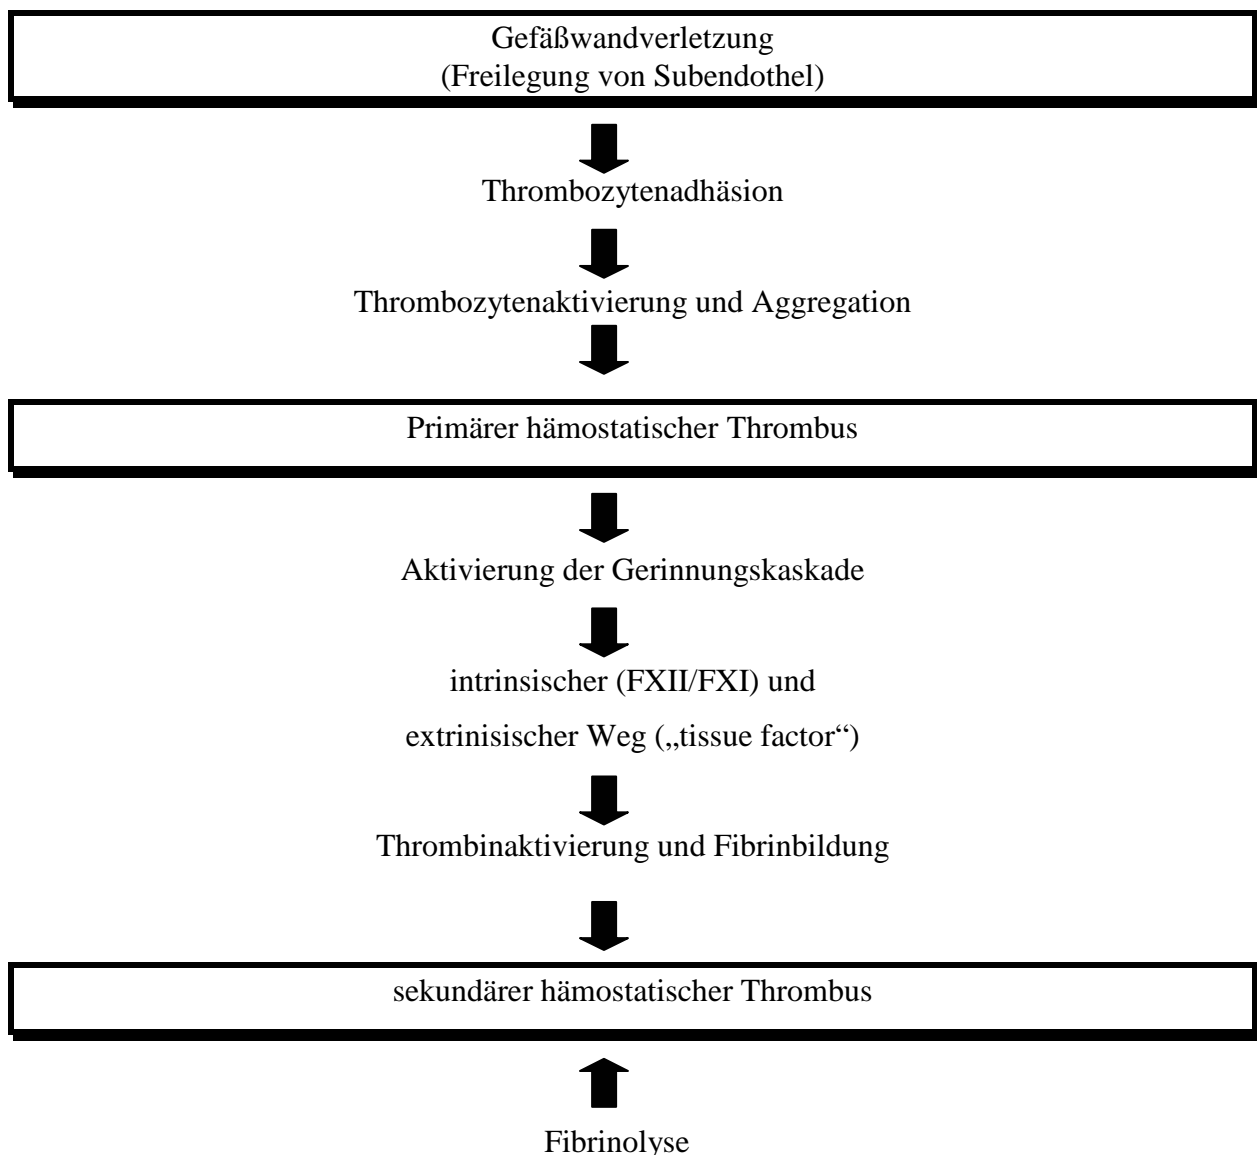 Gefäßwandverletzung
(Freilegung von Subendothel)
Thrombozytenadhäsion
Thrombozytenaktivierung und Aggregation
Primärer hämostatischer Thrombus
Aktivierung der Gerinnungskaskade
intrinsischer (FXII/FXI) und
extrinisischer Weg („tissue factor“)
Thrombinaktivierung und Fibrinbildung
sekundärer hämostatischer Thrombus
Fibrinolyse